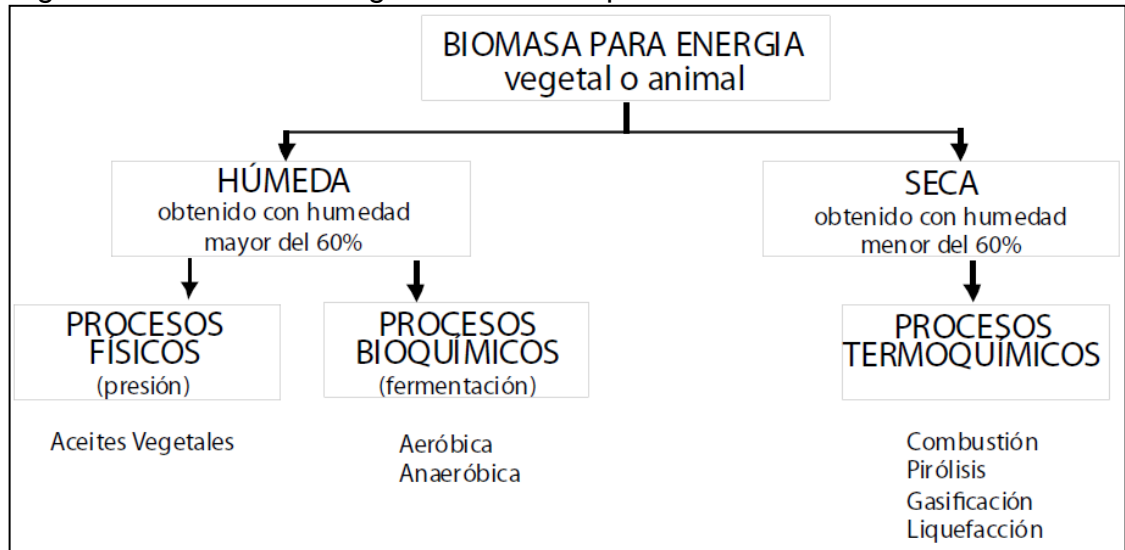 BIOMASA PARA ENERGIA
vegetal o animal
HÚMEDA
obtenido con humedad
mayor del 60%
SECA
obtenido con humedad
menor del 60%
PROCESOS
FÍSICOS
(presión)
PROCESOS
BIOQUÍMICOS
(fermentación)
PROCESOS
TERMOQUÍMICOS
Aceites Vegetales
Aeróbica
Anaeróbica
Combustión
Pirólisis
Gasificación
Liquefacción